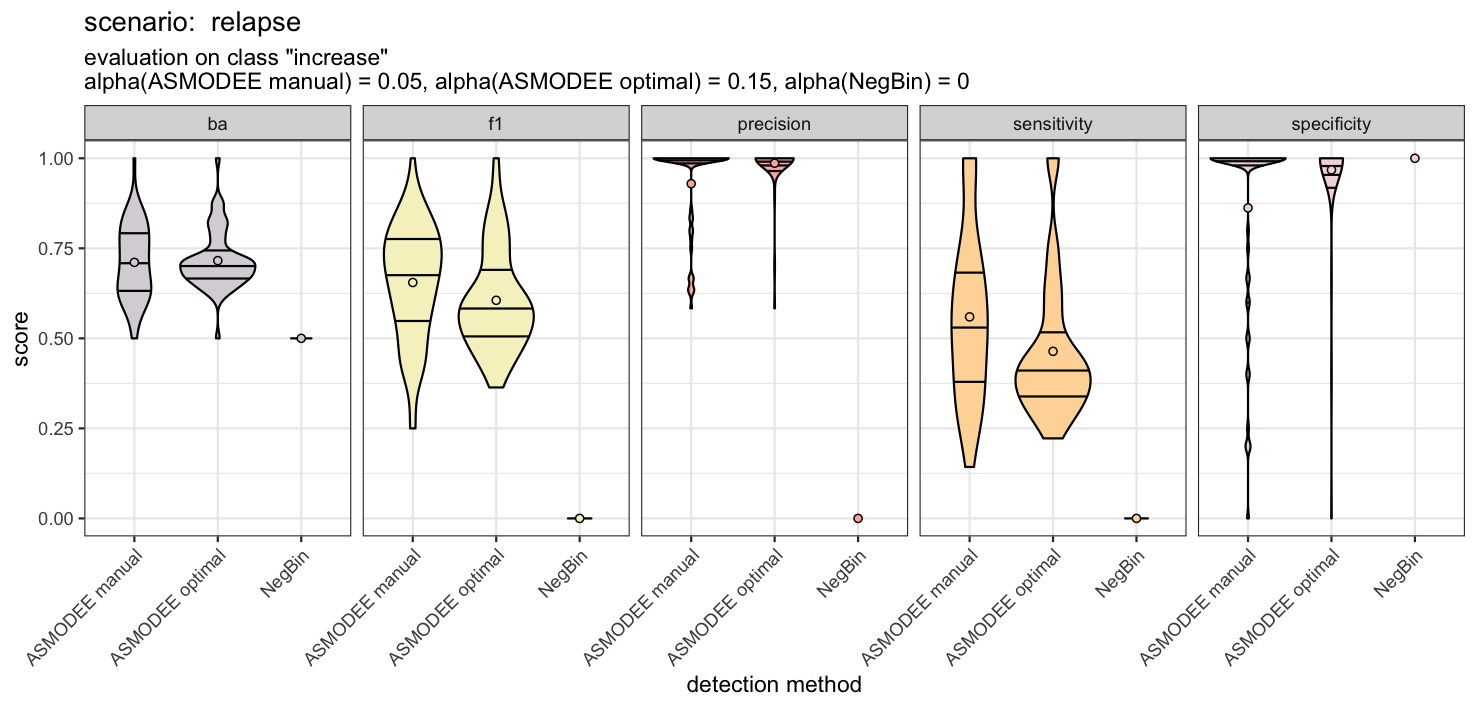 scenario:  relapse
evaluation on class "increase"
alpha(ASMODEE manual) = 0.05, alpha(ASMODEE optimal) = 0.15, alpha(NegBin) = 0
ba
f1
precision
sensitivity
specificity
score
1.00
0.75
0.50
0.25
0.00
ASMODEE manual
ASMODEE optimal
NegBin
ASMODEE manual
ASMODEE optimal
NegBin
ASMODEE manual
ASMODEE optimal
NegBin
ASMODEE manual
ASMODEE optimal
NegBin
ASMODEE manual
ASMODEE optimal
NegBin
detection method